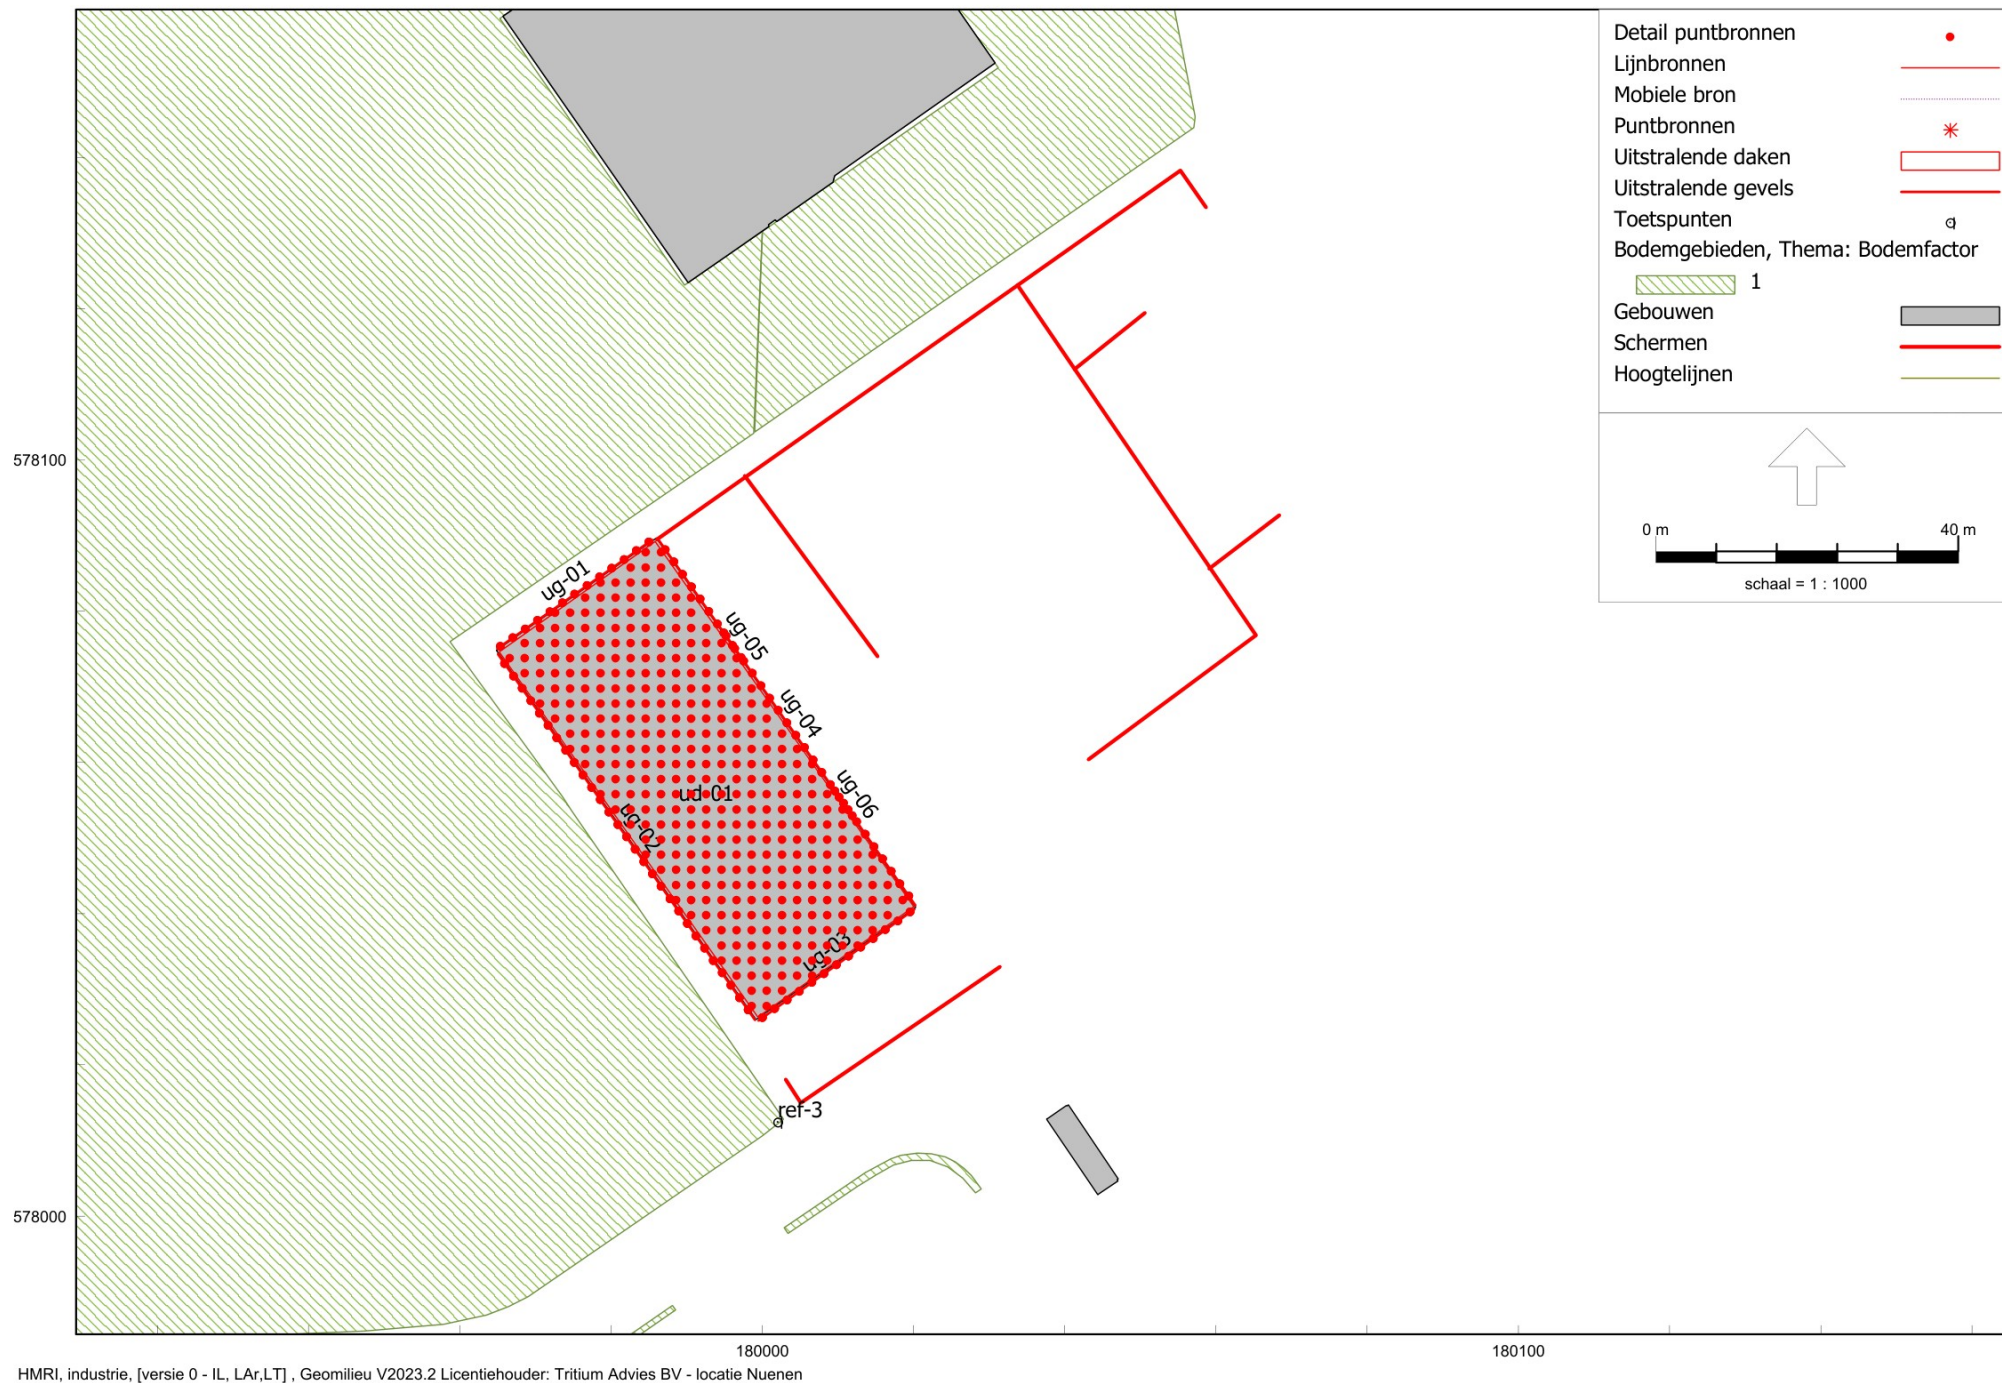 Detail puntbronnen
Lijnbronnen
Mobiele bron
Puntbronnen
Uitstralende daken
Uitstralende gevels
Toetspunten
Bodemgebieden, Thema: Bodemfactor
1
Gebouwen
Schermen
Hoogtelijnen
0 m 40 m
schaal = 1 : 1000
578100
ug-01
ug-05
ug-04
ug-06
ud-01
ug-02
ug-03
ref-3
578000
180000 180100
HMRI, industrie, [versie 0 - IL, LAr,LT] , Geomilieu V2023.2 Licentiehouder: Tritium Advies BV - locatie Nuenen